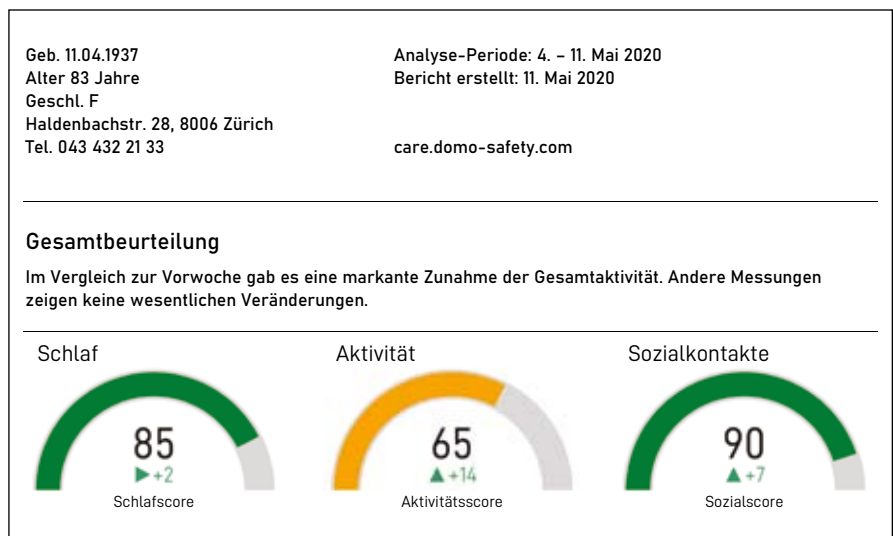 Geb. 11.04.1937
Alter 83 Jahre
Geschl. F
Haldenbachstr. 28, 8006 Zürich
Tel. 043 432 21 33
Analyse-Periode: 4. – 11. Mai 2020
Bericht erstellt: 11. Mai 2020
care.domo-safety.com
Gesamtbeurteilung
Im Vergleich zur Vorwoche gab es eine markante Zunahme der Gesamtaktivität. Andere Messungen
zeigen keine wesentlichen Veränderungen.
Schlaf
85
▶+2
Schlafscore
Aktivität
65
▲+14
Aktivitätsscore
Sozialkontakte
90
▲+7
Sozialscore